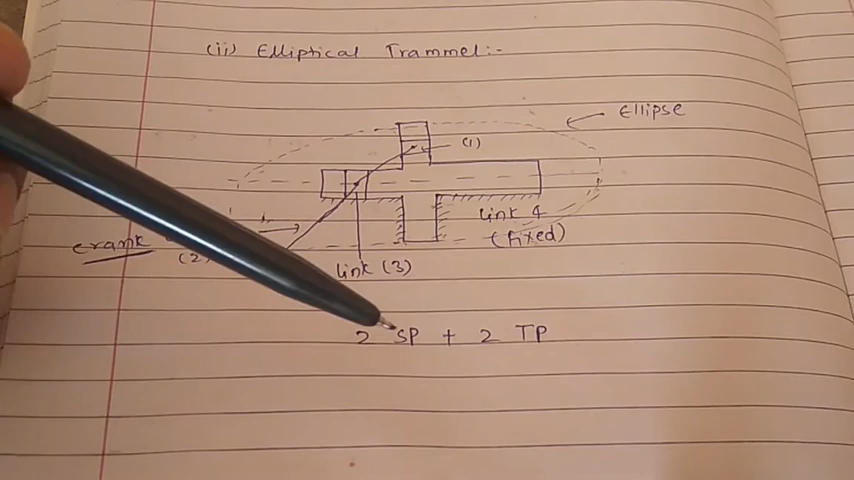 (ii) Elliptical Trammel:-
Ellipse
(1)
link 4
(fixed)
crank
(2)
link (3)
2 SP + 2 TP